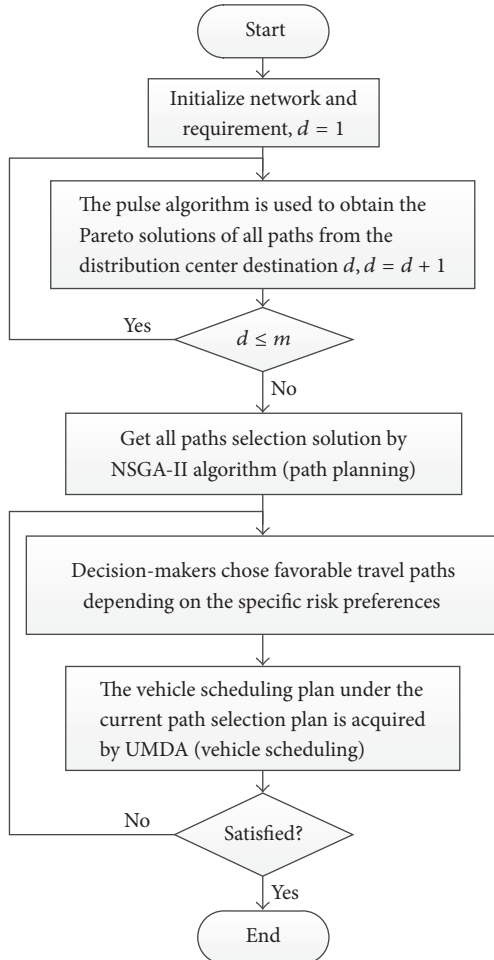 Start
Initialize network and
requirement, d = 1
The pulse algorithm is used to obtain the
Pareto solutions of all paths from the
distribution center destination d, d = d + 1
Yes
d ≤ m
No
Get all paths selection solution by
NSGA-II algorithm (path planning)
Decision-makers chose favorable travel paths
depending on the specific risk preferences
The vehicle scheduling plan under the
current path selection plan is acquired
by UMDA (vehicle scheduling)
No
Satisfied?
Yes
End